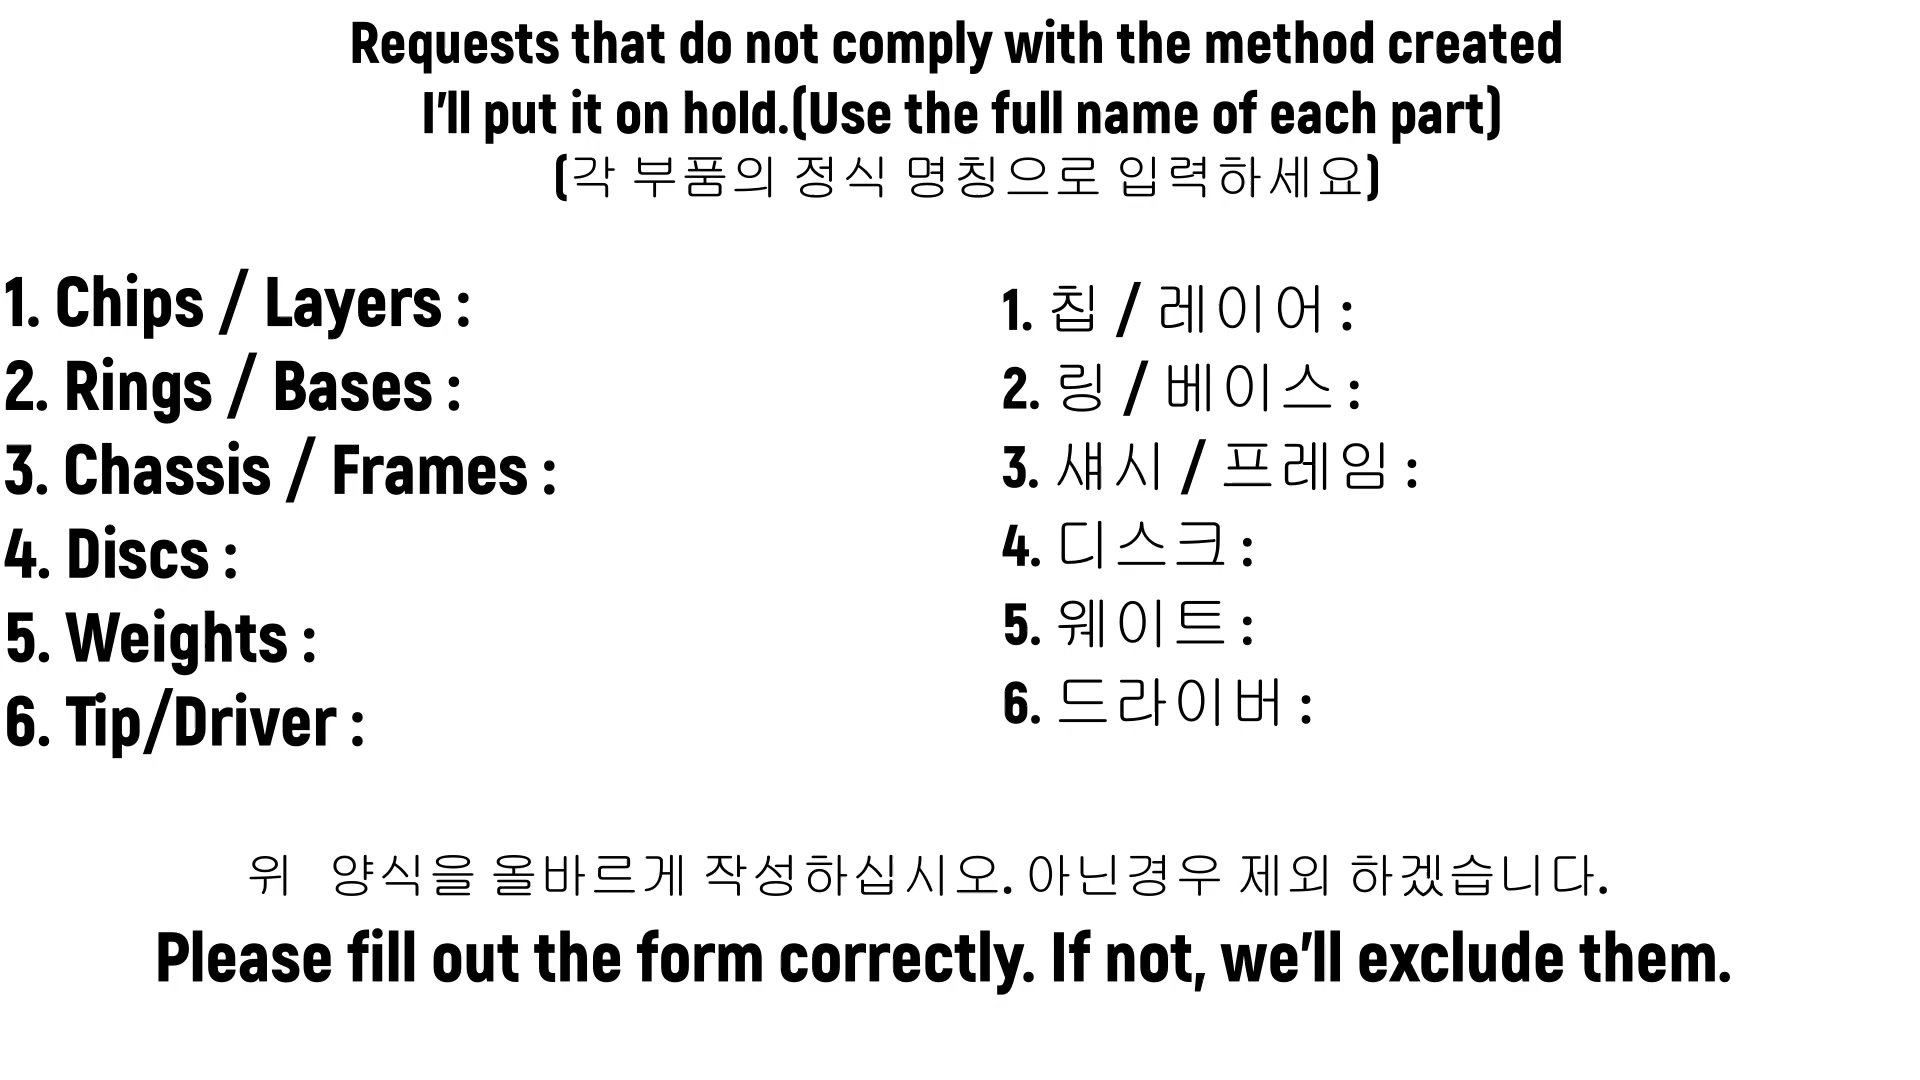 Requests that do not comply with the method created
I'll put it on hold.(Use the full name of each part)
(각 부품의 정식 명칭으로 입력하세요)
1. Chips / Layers :
2. Rings / Bases :
3. Chassis / Frames :
4. Discs :
5. Weights :
6. Tip/Driver :
1. 칩 / 레이어 :
2. 링 / 베이스 :
3. 섀시 / 프레임 :
4. 디스크 :
5. 웨이트 :
6. 드라이버 :
위 양식을 올바르게 작성하십시오. 아닌경우 제외 하겠습니다.
Please fill out the form correctly. If not, we'll exclude them.